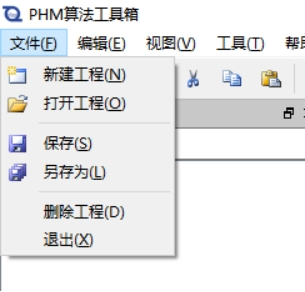 PHM算法工具箱
文件(F) 编辑(E) 视图(V) 工具(T) 帮
新建工程(N)
打开工程(O)
保存(S)
另存为(L)
删除工程(D)
退出(X)